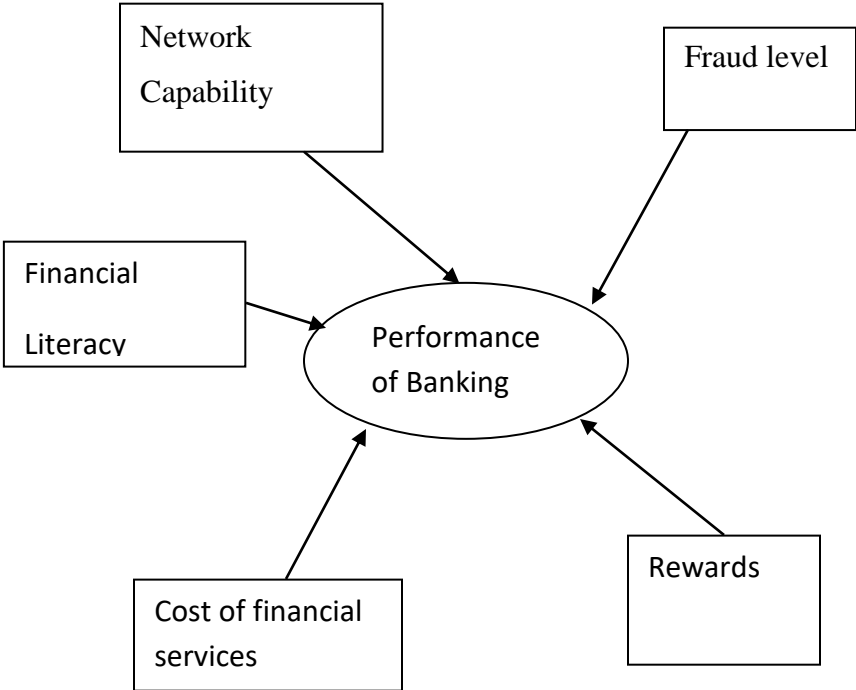 Network
Capability
Fraud level
Financial
Literacy
Performance
of Banking
Rewards
Cost of financial
services